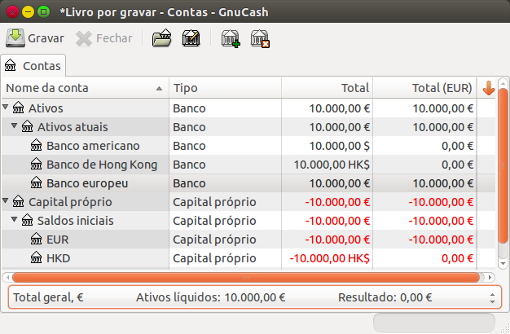 *Livro por gravar - Contas - GnuCash
Gravar Fechar
Contas
Nome da conta Tipo Total Total (EUR)
Ativos Banco 10.000,00 € 10.000,00 €
Ativos atuais Banco 10.000,00 € 10.000,00 €
Banco americano Banco 10.000,00 $ 0,00 €
Banco de Hong Kong Banco 10.000,00 HK$ 0,00 €
Banco europeu Banco 10.000,00 € 10.000,00 €
Capital próprio Capital próprio -10.000,00 € -10.000,00 €
Saldos iniciais Capital próprio -10.000,00 € -10.000,00 €
EUR Capital próprio -10.000,00 € -10.000,00 €
HKD Capital próprio -10.000,00 HK$ 0,00 €
Total geral, € Ativos líquidos: 10.000,00 € Resultado: 0,00 €